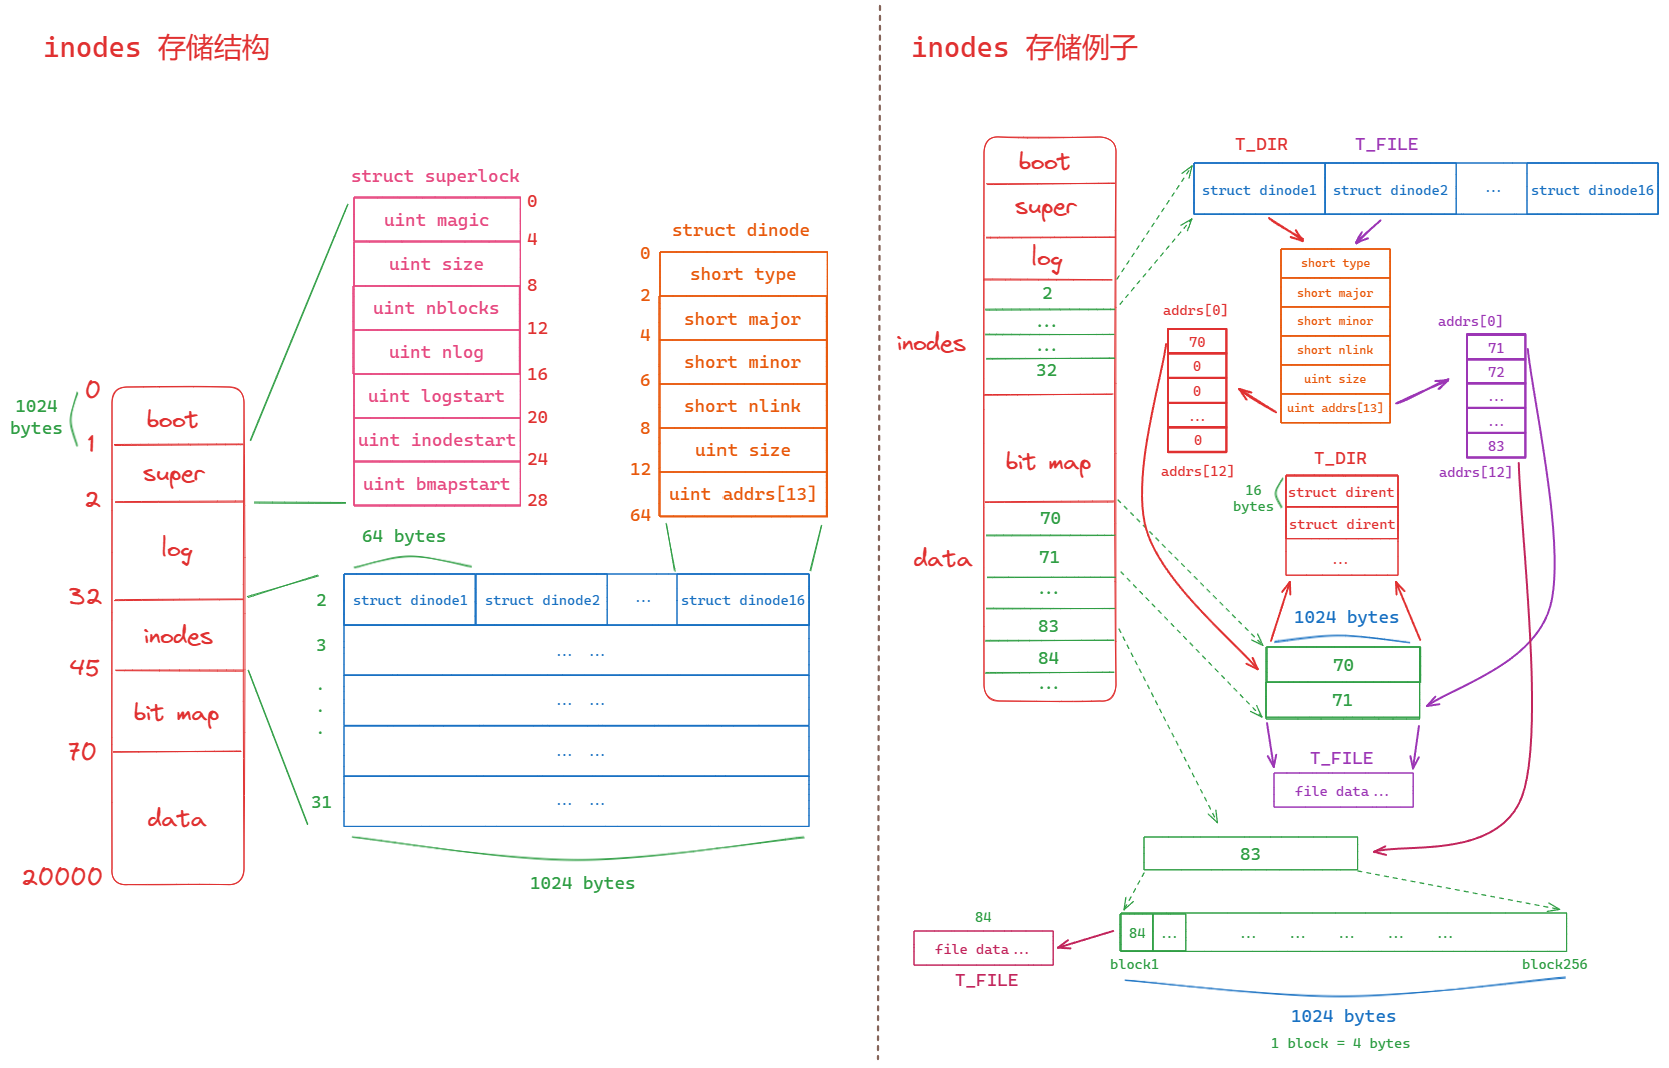 inodes 存储结构
struct superlock
uint magic
uint size
uint nblocks
uint nlog
uint logstart
uint inodestart
uint bmapstart
0
4
8
12
16
20
24
28
struct dinode
0
2
4
6
8
12
64
short type
short major
short minor
short nlink
uint size
uint addrs[13]
1024
bytes
0
1
2
32
45
70
20000
boot
super
log
inodes
bit map
data
64 bytes
2
3
.
.
.
31
struct dinode1
struct dinode2
...
struct dinode16
... ...
... ...
... ...
... ...
1024 bytes
inodes 存储例子
boot
super
log
2
...
...
32
bit map
70
71
...
83
84
...
inodes
data
T_DIR
T_FILE
struct dinode1
struct dinode2
...
struct dinode16
short type
short major
short minor
short nlink
uint size
uint addrs[13]
addrs[0]
70
0
0
...
0
addrs[12]
addrs[0]
71
72
...
...
83
addrs[12]
T_DIR
16
bytes
struct dirent
struct dirent
...
1024 bytes
70
71
T_FILE
file data...
83
84
file data...
T_FILE
84
...
... ... ... ... ...
block1
block256
1024 bytes
1 block = 4 bytes